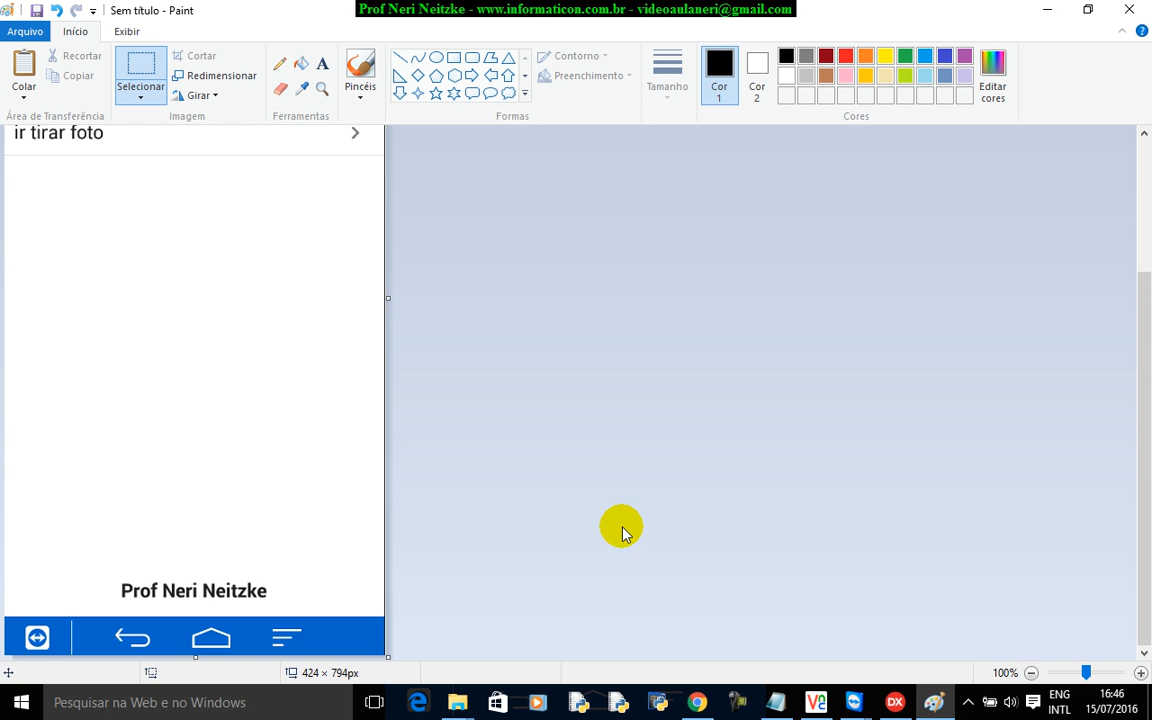 Sem título - Paint
Prof Neri Neitzke - www.informaticon.com.br - videoaulaneri@gmail.com
Arquivo
Início
Exibir
Colar
Recortar
Copiar
Área de Transferência
Selecionar
Cortar
Redimensionar
Girar
Imagem
Ferramentas
Pincéis
Formas
Contorno
Preenchimento
Tamanho
Cor
1
Cor
2
Editar
cores
Cores
ir tirar foto
Prof Neri Neitzke
424 × 794px
100%
Pesquisar na Web e no Windows
ENG
INTL
16:46
15/07/2016